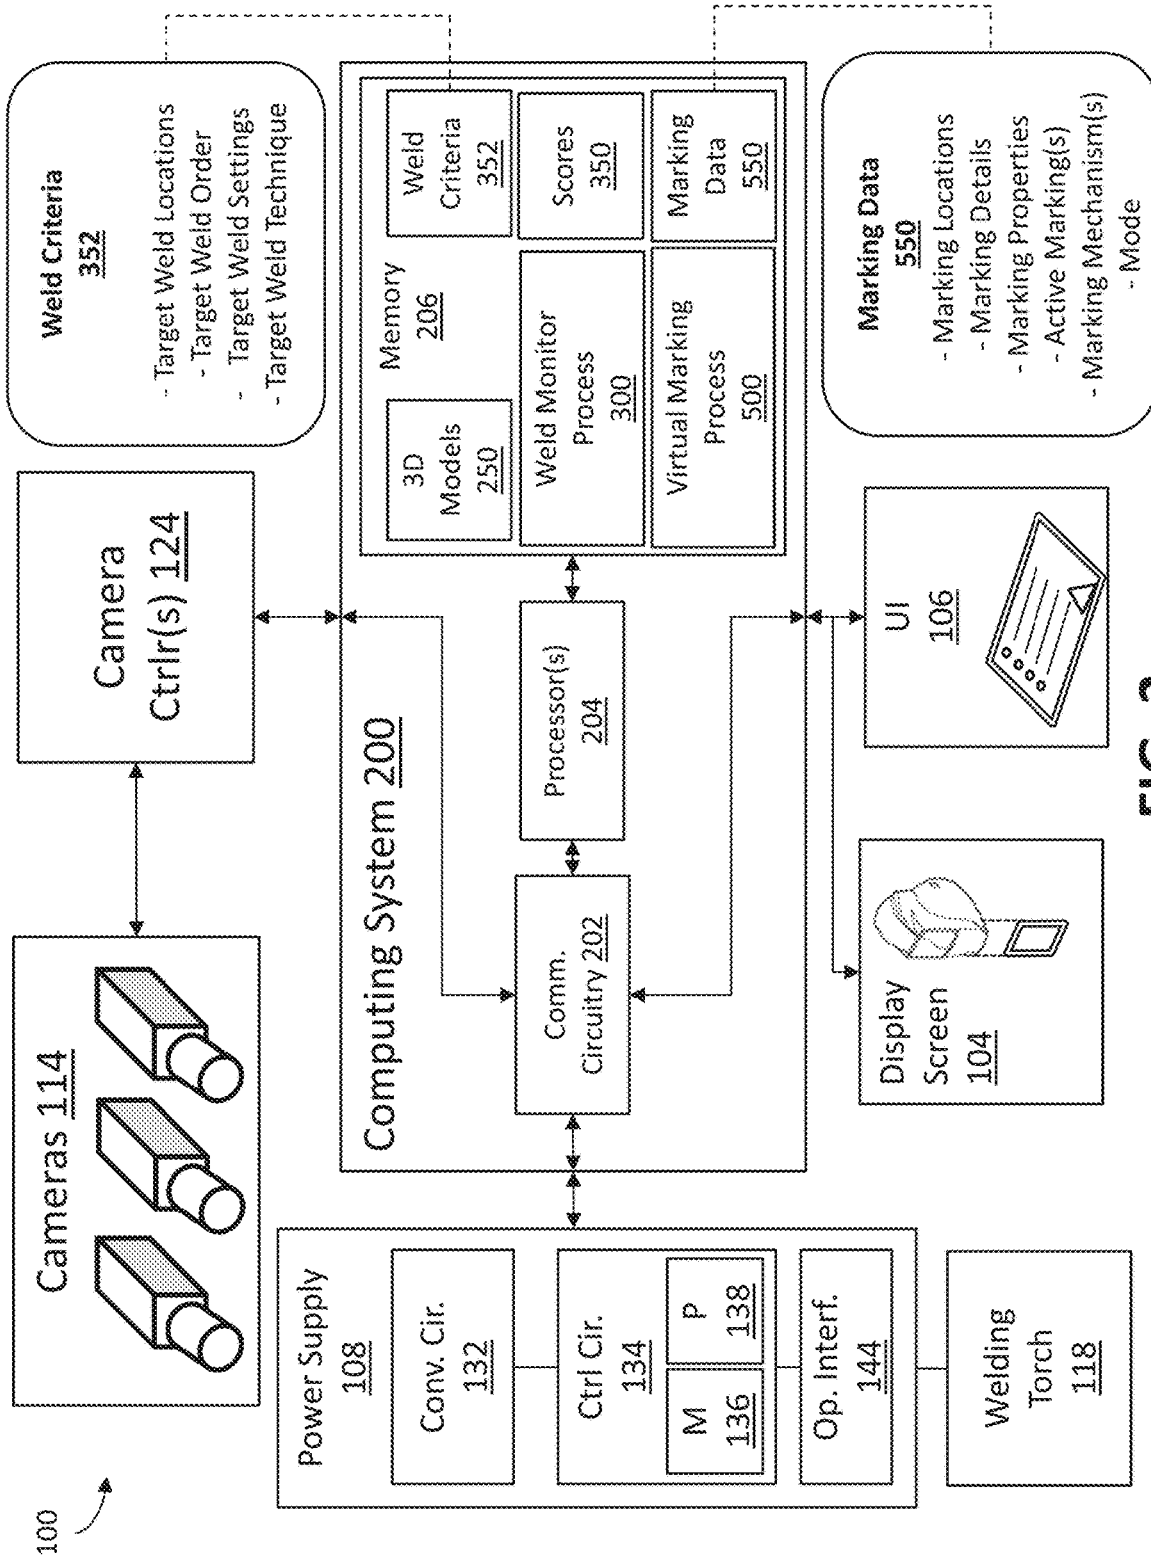 100
Cameras 114
Camera
Ctrlr(s) 124
Weld Criteria
352
- Target Weld Locations
- Target Weld Order
- Target Weld Settings
- Target Weld Technique
Power Supply
108
Conv. Cir.
132
Ctrl Cir.
134
M
136
P
138
Op. Interf.
144
Welding
Torch
118
Computing System 200
Comm.
Circuitry 202
Processor(s)
204
Memory
206
3D
Models
250
Weld
Criteria
352
Weld Monitor
Process
300
Scores
350
Virtual Marking
Process
500
Marking
Data
550
Display
Screen
104
UI
106
Marking Data
550
- Marking Locations
- Marking Details
- Marking Properties
- Active Marking(s)
- Marking Mechanism(s)
- Mode